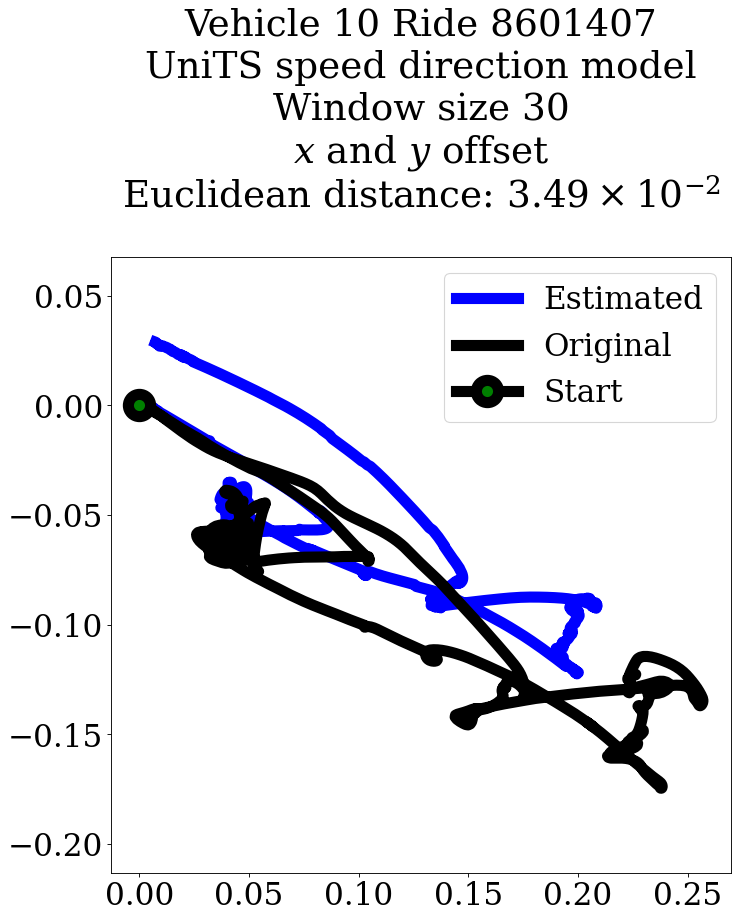 Vehicle 10 Ride 8601407
UniTS speed direction model
Window size 30
x and y offset
Euclidean distance: 3.49 × 10⁻²
Estimated
Original
Start
0.05
0.00
−0.05
−0.10
−0.15
−0.20
0.00 0.05 0.10 0.15 0.20 0.25